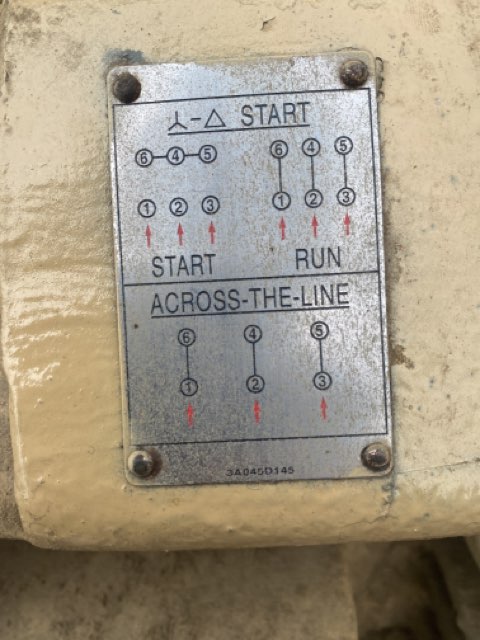 ⅄-△ START
6 4 5
6 4 5
1 2 3
1 2 3
START
RUN
ACROSS-THE-LINE
6 4 5
1 2 3
3A045D145